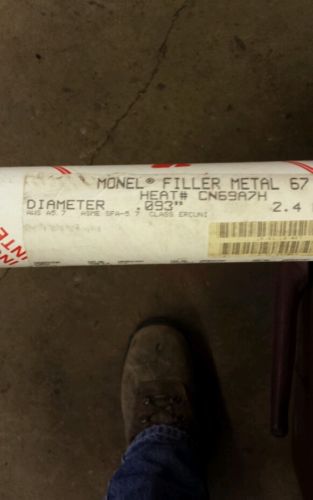 MONEL® FILLER METAL 67
HEAT# CN69A7H
DIAMETER .093" 2.4
AWS A5.7 ASME SFA-5.7 CLASS ERCUNI
INTE